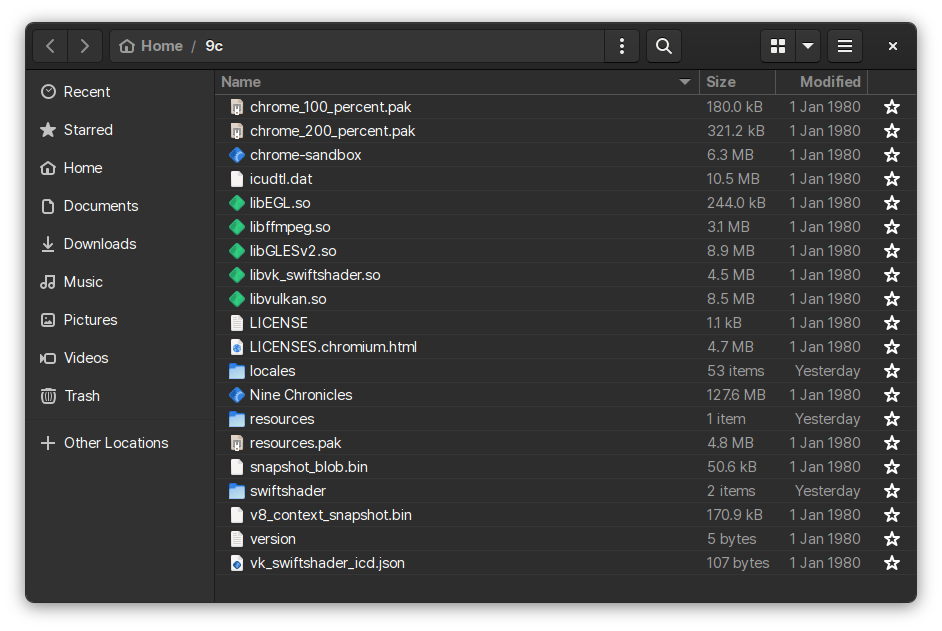 Home / 9c
Name Size Modified
Recent
Starred
Home
Documents
Downloads
Music
Pictures
Videos
Trash
Other Locations
chrome_100_percent.pak 180.0 kB 1 Jan 1980
chrome_200_percent.pak 321.2 kB 1 Jan 1980
chrome-sandbox 6.3 MB 1 Jan 1980
icudtl.dat 10.5 MB 1 Jan 1980
libEGL.so 244.0 kB 1 Jan 1980
libffmpeg.so 3.1 MB 1 Jan 1980
libGLESv2.so 8.9 MB 1 Jan 1980
libvk_swiftshader.so 4.5 MB 1 Jan 1980
libvulkan.so 8.5 MB 1 Jan 1980
LICENSE 1.1 kB 1 Jan 1980
LICENSES.chromium.html 4.7 MB 1 Jan 1980
locales 53 items Yesterday
Nine Chronicles 127.6 MB 1 Jan 1980
resources 1 item Yesterday
resources.pak 4.8 MB 1 Jan 1980
snapshot_blob.bin 50.6 kB 1 Jan 1980
swiftshader 2 items Yesterday
v8_context_snapshot.bin 170.9 kB 1 Jan 1980
version 5 bytes 1 Jan 1980
vk_swiftshader_icd.json 107 bytes 1 Jan 1980